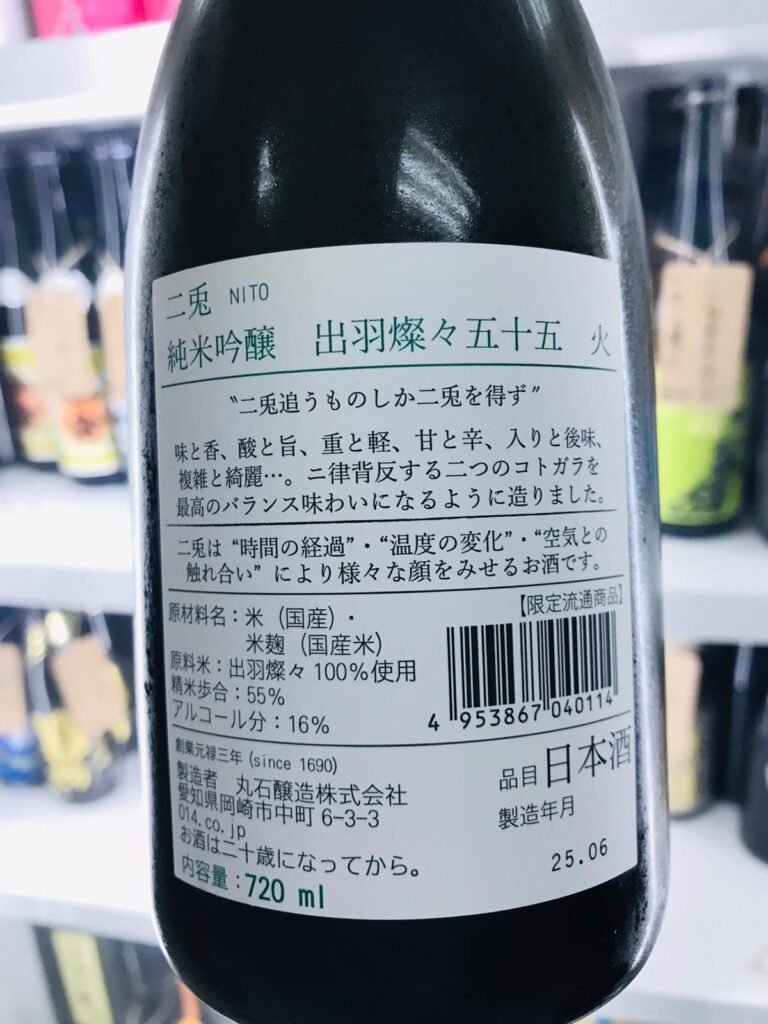 二兎 NITO
純米吟醸 出羽燦々五十五 火
〝二兎追うものしか二兎を得ず〟
味と香、酸と旨、重と軽、甘と辛、入りと後味、
複雑と綺麗…。ニ律背反する二つのコトガラを
最高のバランス味わいになるように造りました。
二兎は“時間の経過”・“温度の変化”・“空気との
触れ合い”により様々な顔をみせるお酒です。
【限定流通商品】
原材料名：米（国産）・
米麹（国産米）
原料米：出羽燦々100%使用
精米歩合：55%
アルコール分：16%
4 953867 040114
創業元禄三年 (since 1690)
製造者 丸石醸造株式会社
愛知県岡崎市中町6-3-3
014.co.jp
お酒は二十歳になってから。
内容量：720 ml
品目 日本酒
製造年月
25.06